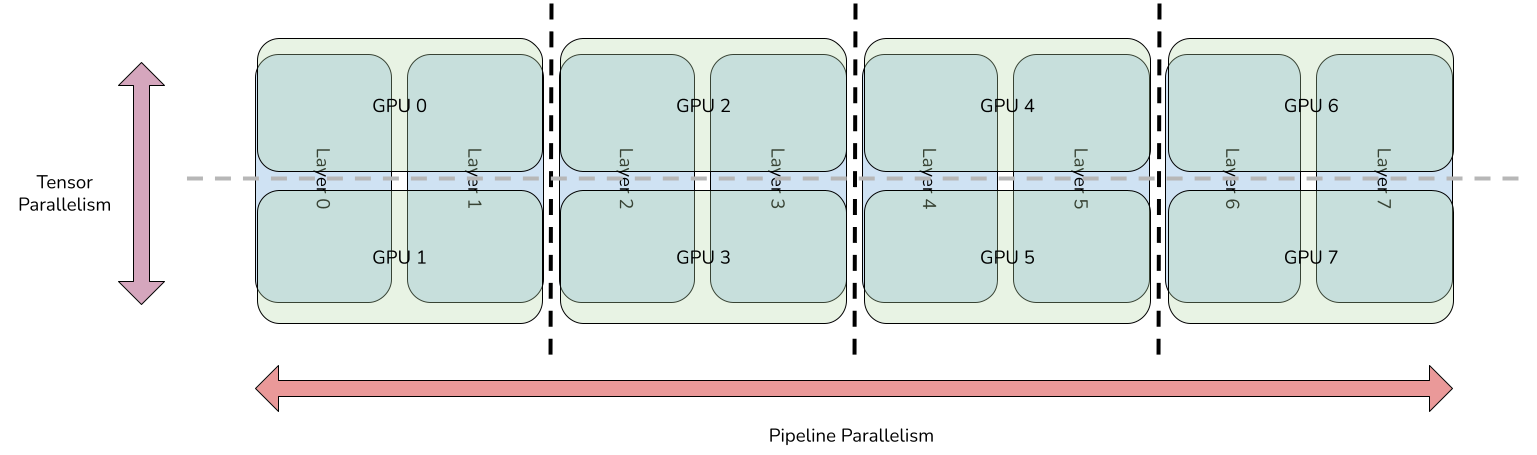 GPU 0
GPU 2
GPU 4
GPU 6
Layer 0
Layer 1
Layer 2
Layer 3
Layer 4
Layer 5
Layer 6
Layer 7
Tensor
Parallelism
GPU 1
GPU 3
GPU 5
GPU 7
Pipeline Parallelism